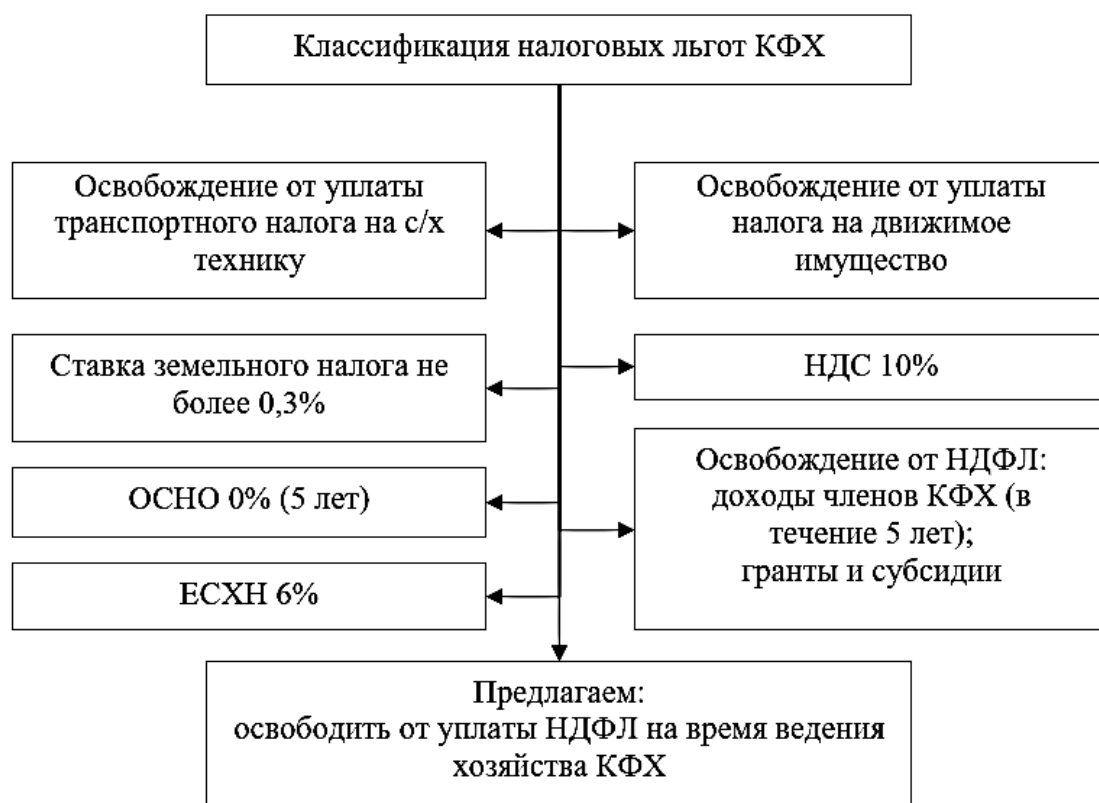 Классификация налоговых льгот КФХ
Освобождение от уплаты
транспортного налога на с/х
технику
Освобождение от уплаты
налога на движимое
имущество
Ставка земельного налога не
более 0,3%
НДС 10%
ОСНО 0% (5 лет)
Освобождение от НДФЛ:
доходы членов КФХ (в
течение 5 лет);
гранты и субсидии
ЕСХН 6%
Предлагаем:
освободить от уплаты НДФЛ на время ведения
хозяйства КФХ